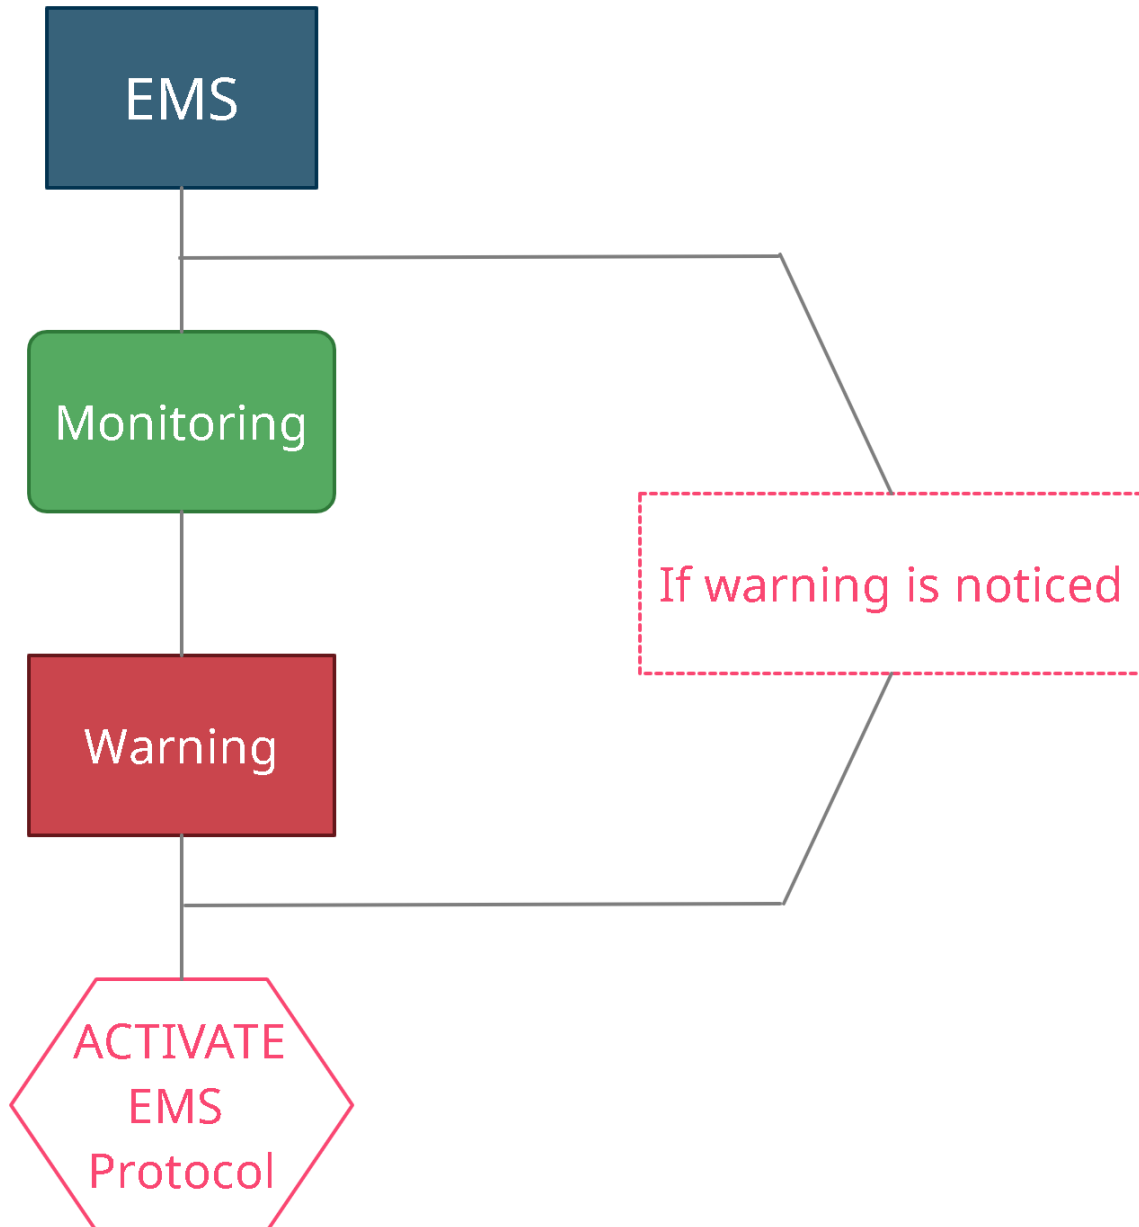 EMS
Monitoring
If warning is noticed
Warning
ACTIVATE
EMS
Protocol